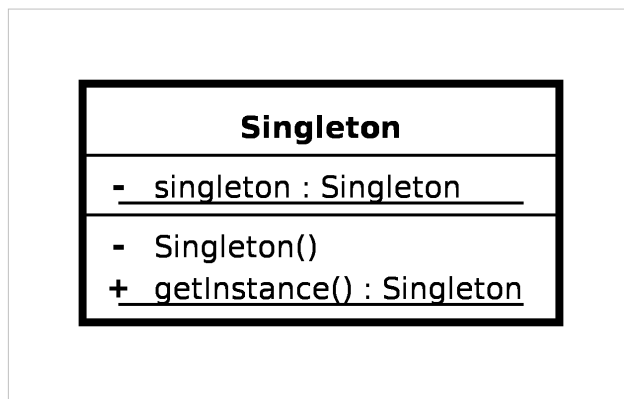 Singleton
- singleton : Singleton
- Singleton()
+ getInstance() : Singleton